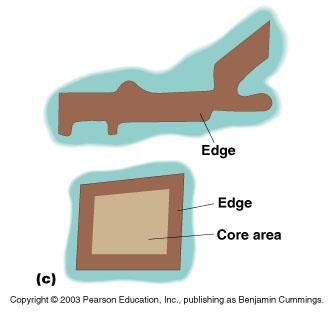 Edge
Edge
Core area
(c)
Copyright © 2003 Pearson Education, Inc., publishing as Benjamin Cummings.